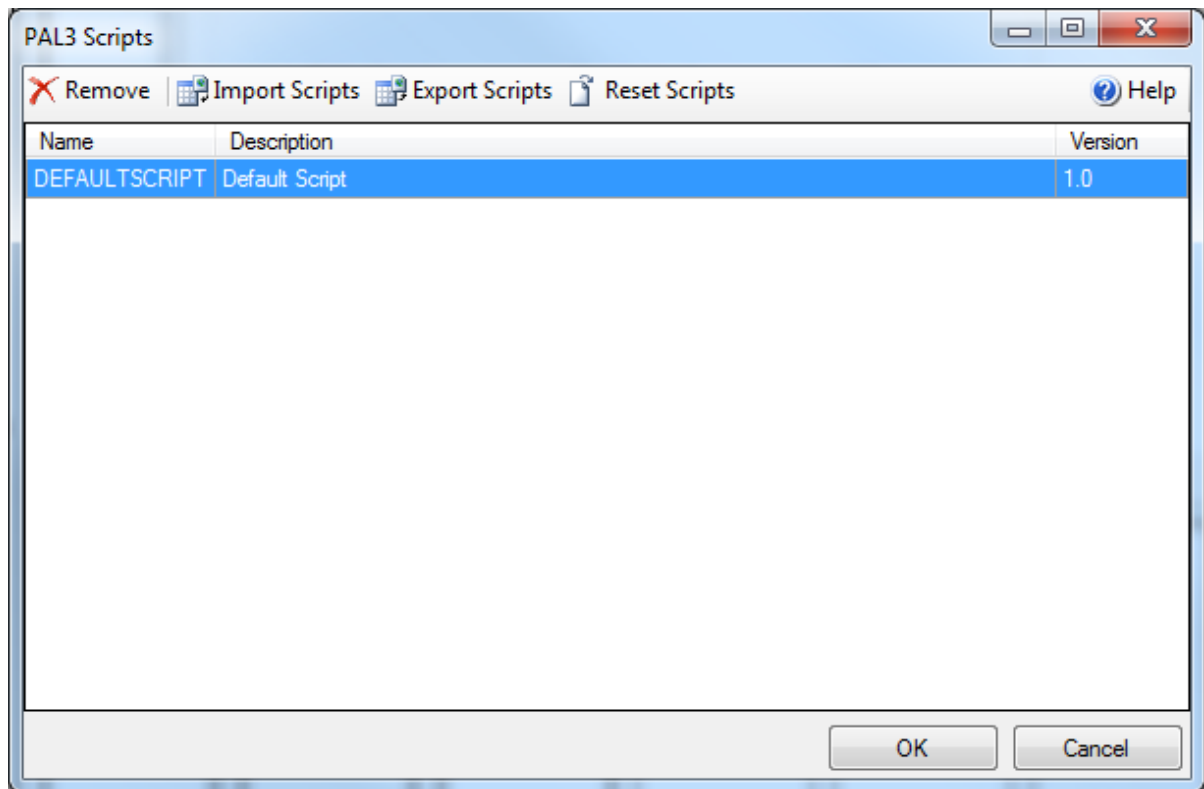 PAL3 Scripts
Remove Import Scripts Export Scripts Reset Scripts Help
Name Description Version
DEFAULTSCRIPT Default Script 1.0
OK Cancel